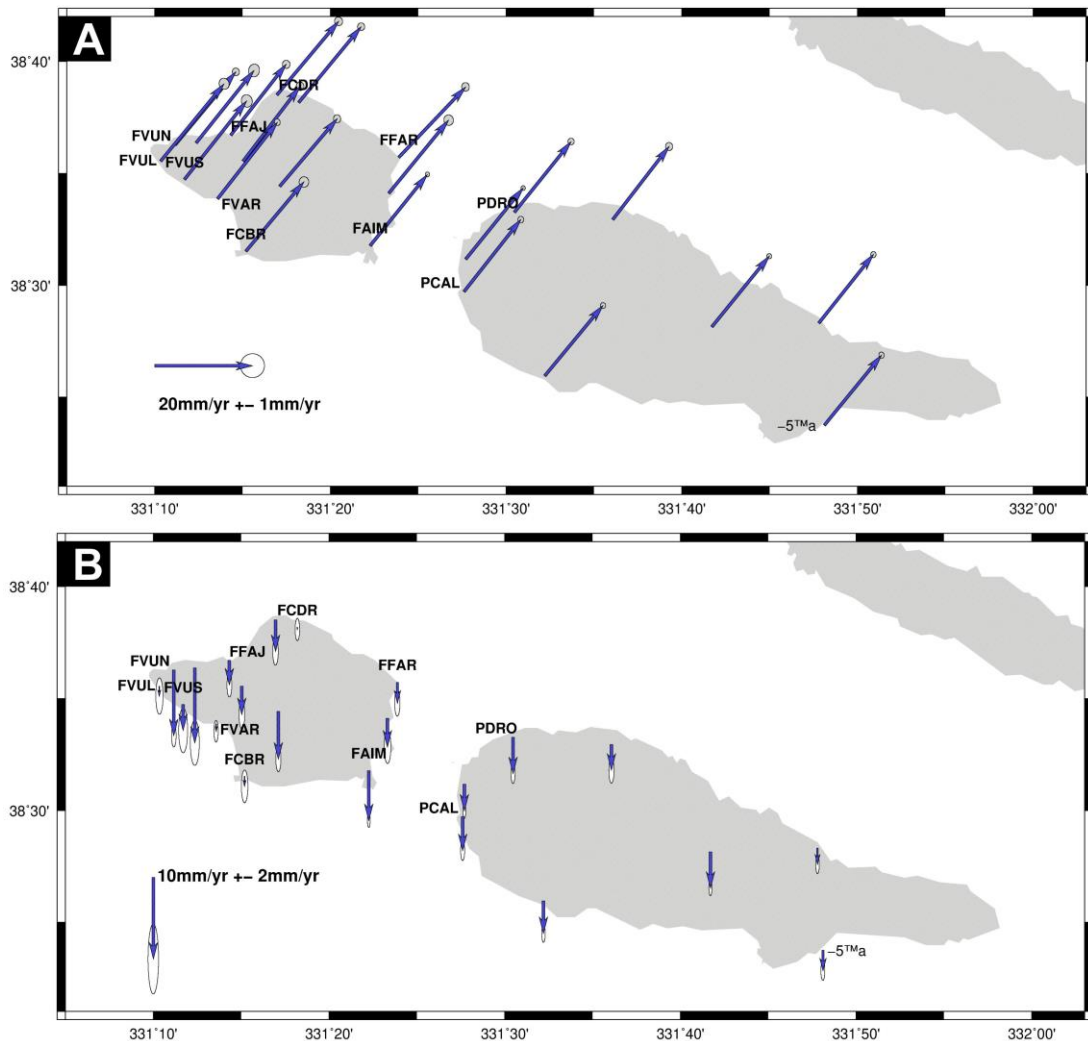 A
38°40'
FCDR
FVUN
FFAJ
FFAR
FVUL
FVUS
FVAR
PDRO
FCBR
FAIM
38°30'
PCAL
20mm/yr +− 1mm/yr
−5™a
331°10'
331°20'
331°30'
331°40'
331°50'
332°00'
B
38°40'
FCDR
FVUN
FFAJ
FFAR
FVUL
FVUS
FVAR
PDRO
FCBR
FAIM
38°30'
PCAL
10mm/yr +− 2mm/yr
−5™a
331°10'
331°20'
331°30'
331°40'
331°50'
332°00'